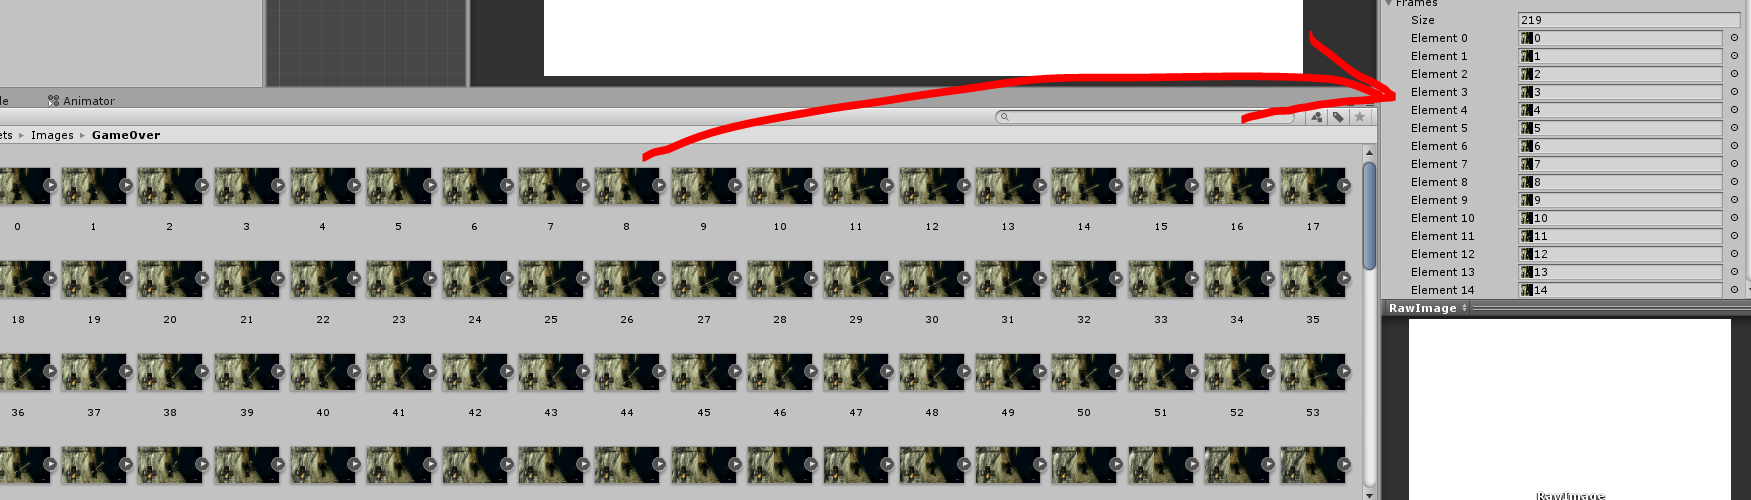 le
Animator
ets ▸ Images ▸ GameOver
0 1 2 3 4 5 6 7 8 9 10 11 12 13 14 15 16 17
18 19 20 21 22 23 24 25 26 27 28 29 30 31 32 33 34 35
36 37 38 39 40 41 42 43 44 45 46 47 48 49 50 51 52 53
Frames
Size 219
Element 0 0
Element 1 1
Element 2 2
Element 3 3
Element 4 4
Element 5 5
Element 6 6
Element 7 7
Element 8 8
Element 9 9
Element 10 10
Element 11 11
Element 12 12
Element 13 13
Element 14 14
RawImage
RawImage